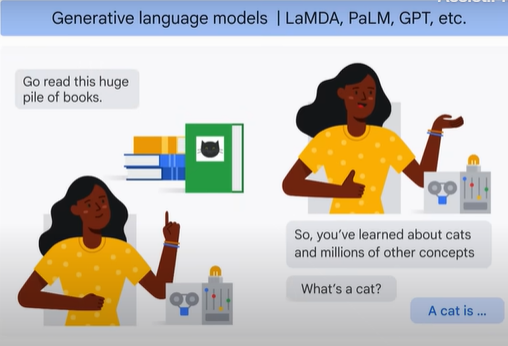 Generative language models | LaMDA, PaLM, GPT, etc.
Go read this huge
pile of books.
So, you've learned about cats
and millions of other concepts
What's a cat?
A cat is ...